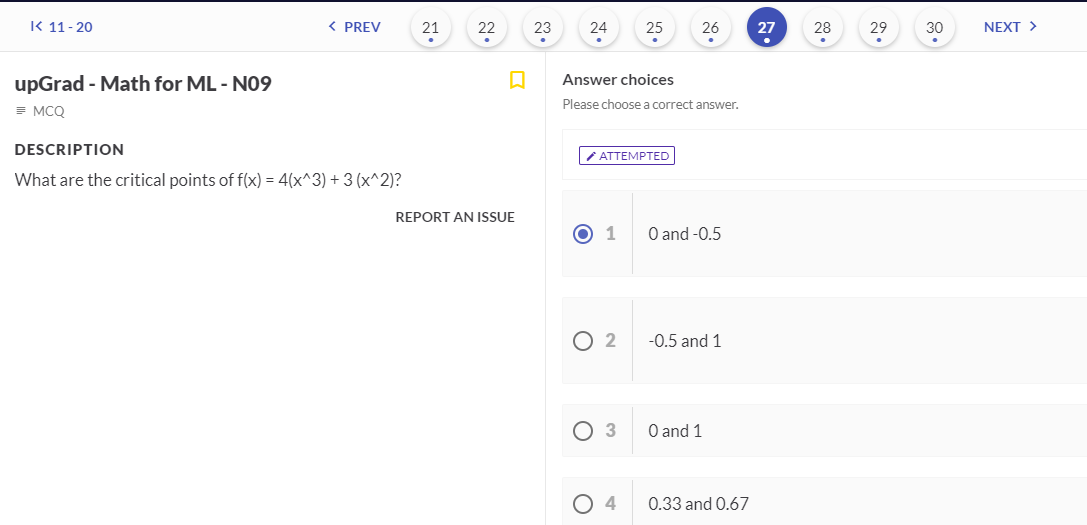 11 - 20 PREV 21 22 23 24 25 26 27 28 29 30 NEXT
upGrad - Math for ML - N09
MCQ
DESCRIPTION
What are the critical points of f(x) = 4(x^3) + 3 (x^2)?
REPORT AN ISSUE
Answer choices
Please choose a correct answer.
ATTEMPTED
1 0 and -0.5
2 -0.5 and 1
3 0 and 1
4 0.33 and 0.67